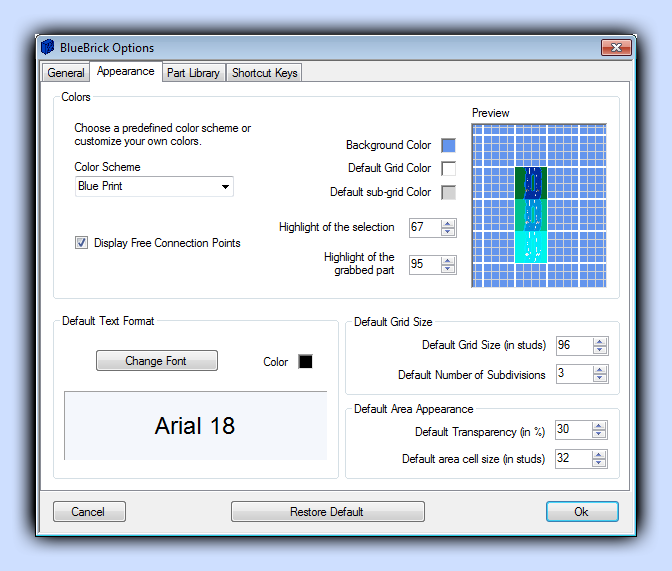 BlueBrick Options
General Appearance Part Library Shortcut Keys
Colors
Choose a predefined color scheme or
customize your own colors.
Color Scheme
Blue Print
Display Free Connection Points
Background Color
Default Grid Color
Default sub-grid Color
Highlight of the selection 67
Highlight of the
grabbed part 95
Preview
Default Text Format
Change Font Color
Arial 18
Default Grid Size
Default Grid Size (in studs) 96
Default Number of Subdivisions 3
Default Area Appearance
Default Transparency (in %) 30
Default area cell size (in studs) 32
Cancel Restore Default Ok